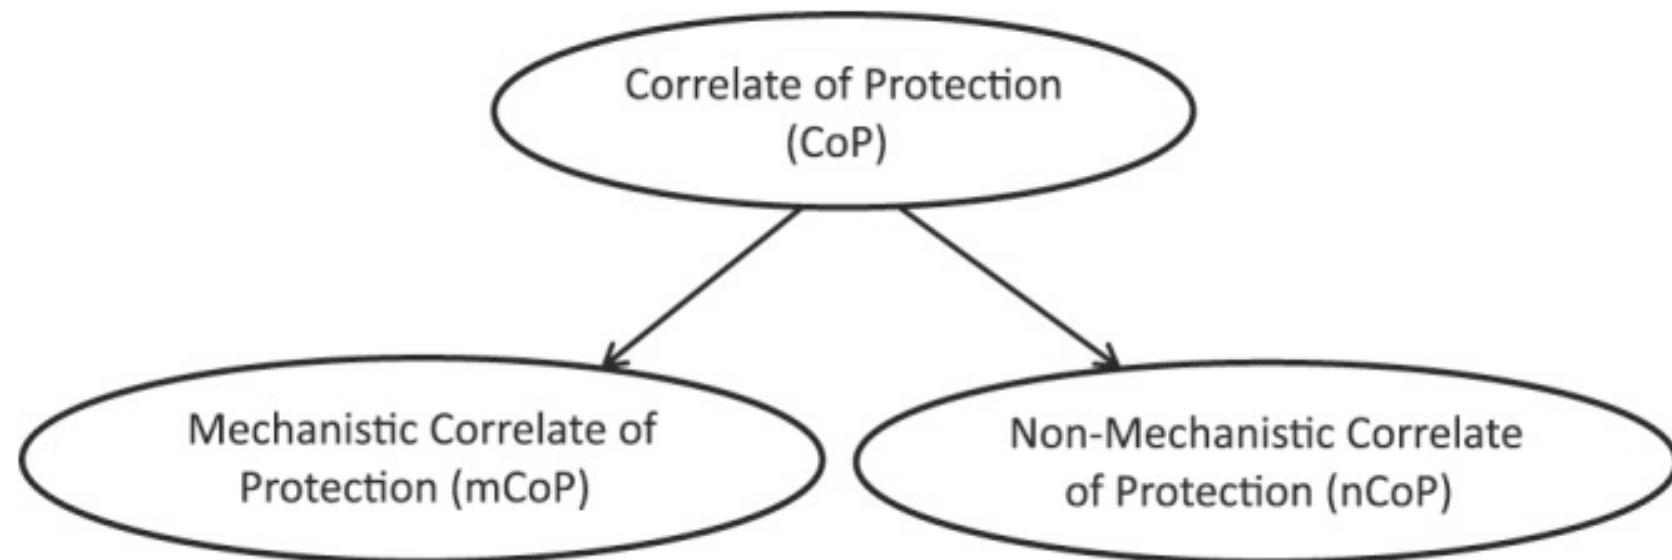 Correlate of Protection
(CoP)
Mechanistic Correlate of
Protection (mCoP)
Non-Mechanistic Correlate
of Protection (nCoP)